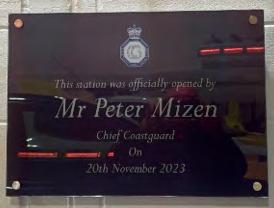 This station was officially opened by
Mr Peter Mizen
Chief Coastguard
On
20th November 2023